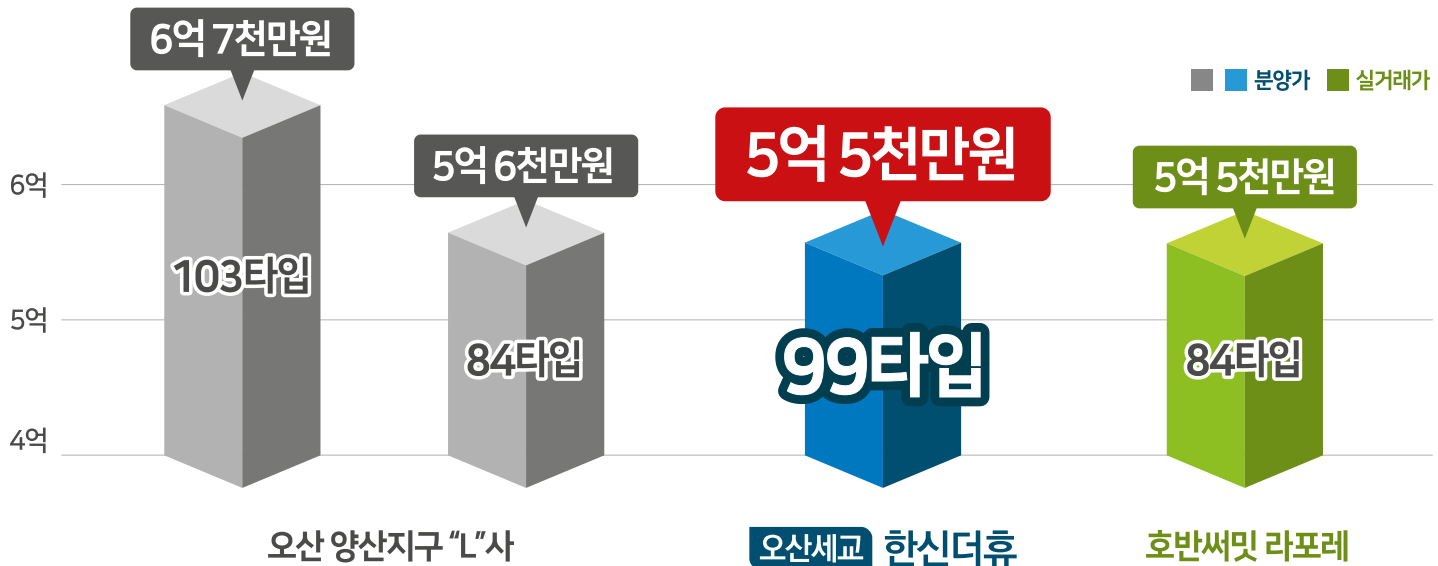 6억 7천만원
5억 6천만원
5억 5천만원
5억 5천만원
분양가 실거래가
6억
5억
4억
103타입
84타입
99타입
84타입
오산 양산지구 “L”사
오산세교 한신더휴
호반써밋 라포레